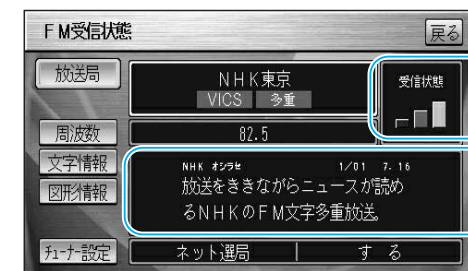 FM受信状態
戻る
放送局
NHK東京
VICS 多重
受信状態
周波数
82.5
文字情報
図形情報
NHK オシラセ 1/01 7.16
放送をききながらニュースが読め
るNHKのFM文字多重放送。
チューナー設定
ネット選局
する